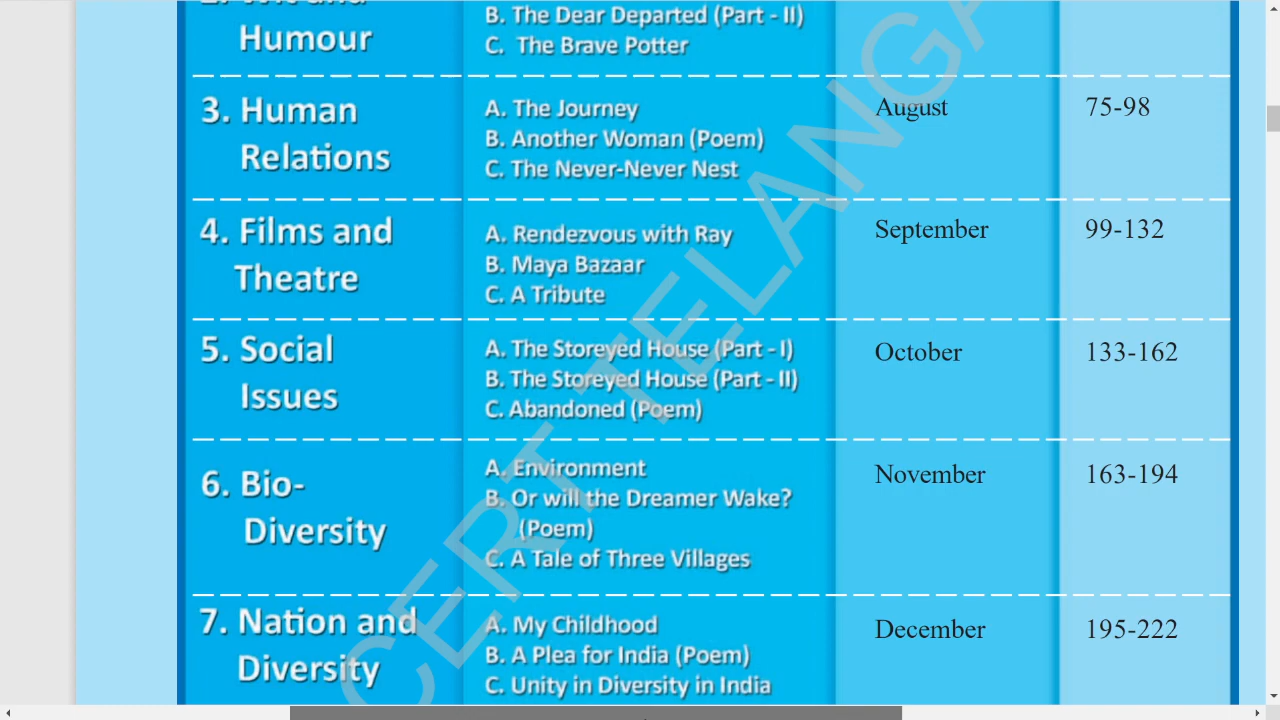 Humour
B. The Dear Departed (Part - II)
C. The Brave Potter
3. Human
Relations
A. The Journey
B. Another Woman (Poem)
C. The Never-Never Nest
August
75-98
4. Films and
Theatre
A. Rendezvous with Ray
B. Maya Bazaar
C. A Tribute
September
99-132
5. Social
Issues
A. The Storeyed House (Part - I)
B. The Storeyed House (Part - II)
C. Abandoned (Poem)
October
133-162
6. Bio-
Diversity
A. Environment
B. Or will the Dreamer Wake?
(Poem)
C. A Tale of Three Villages
November
163-194
7. Nation and
Diversity
A. My Childhood
B. A Plea for India (Poem)
C. Unity in Diversity in India
December
195-222
CERT TELANGA